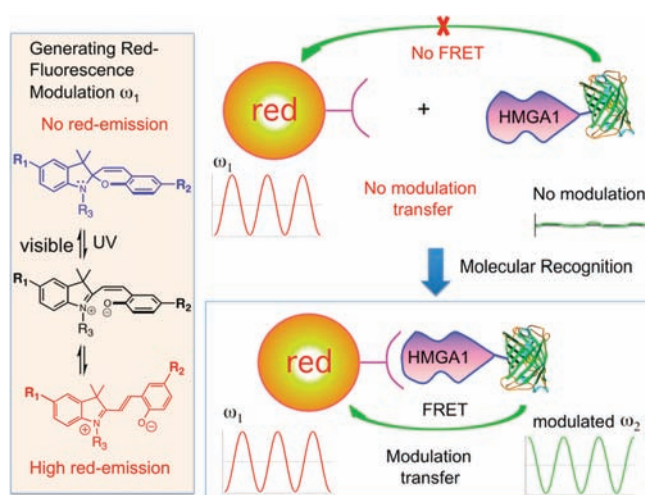 Generating Red-
Fluorescence
Modulation ω₁
No red-emission
R₁
R₂
N
O
R₃
visible
UV
R₁
R₂
N
⊕
O
⊖
R₃
R₁
R₂
N
⊕
O
⊖
R₃
High red-emission
X
No FRET
red
+
HMGA1
ω₁
No modulation
transfer
No modulation
Molecular Recognition
red
HMGA1
FRET
ω₁
modulated ω₂
Modulation
transfer